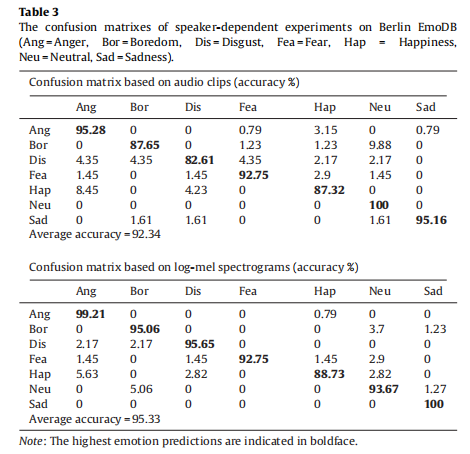 Table 3
The confusion matrixes of speaker-dependent experiments on Berlin EmoDB
(Ang=Anger, Bor=Boredom, Dis=Disgust, Fea=Fear, Hap = Happiness,
Neu=Neutral, Sad=Sadness).
Confusion matrix based on audio clips (accuracy %)
Ang Bor Dis Fea Hap Neu Sad
Ang 95.28 0 0 0.79 3.15 0 0.79
Bor 0 87.65 0 1.23 1.23 9.88 0
Dis 4.35 4.35 82.61 4.35 2.17 2.17 0
Fea 1.45 0 1.45 92.75 2.9 1.45 0
Hap 8.45 0 4.23 0 87.32 0 0
Neu 0 0 0 0 0 100 0
Sad 0 1.61 1.61 0 0 1.61 95.16
Average accuracy=92.34
Confusion matrix based on log-mel spectrograms (accuracy %)
Ang Bor Dis Fea Hap Neu Sad
Ang 99.21 0 0 0 0.79 0 0
Bor 0 95.06 0 0 0 3.7 1.23
Dis 2.17 2.17 95.65 0 0 0 0
Fea 1.45 0 1.45 92.75 1.45 2.9 0
Hap 5.63 0 2.82 0 88.73 2.82 0
Neu 0 5.06 0 0 0 93.67 1.27
Sad 0 0 0 0 0 0 100
Average accuracy=95.33
Note: The highest emotion predictions are indicated in boldface.